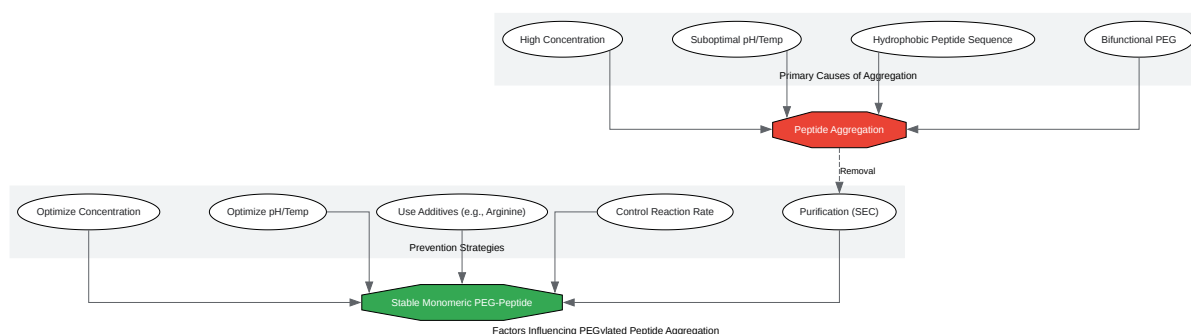 High Concentration
Suboptimal pH/Temp
Hydrophobic Peptide Sequence
Bifunctional PEG
Primary Causes of Aggregation
Peptide Aggregation
Removal
Optimize Concentration
Optimize pH/Temp
Use Additives (e.g., Arginine)
Control Reaction Rate
Purification (SEC)
Prevention Strategies
Stable Monomeric PEG-Peptide
Factors Influencing PEGylated Peptide Aggregation